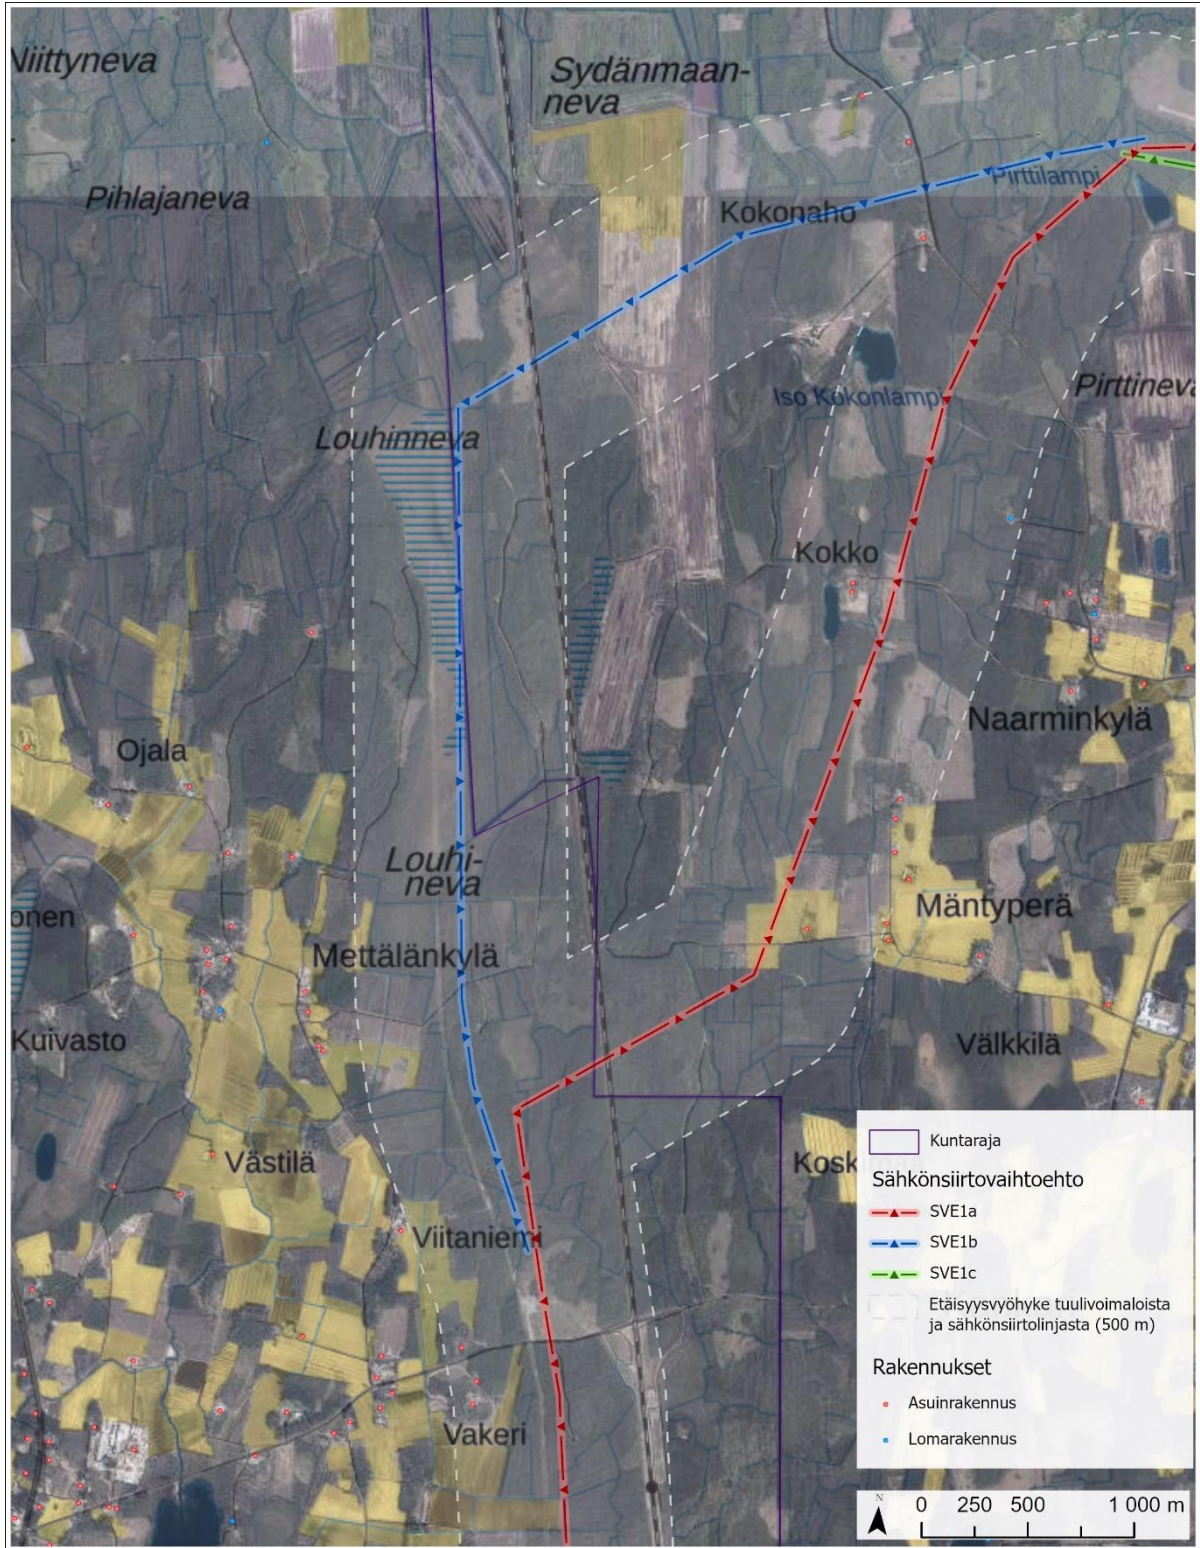 Niittyneva
Sydänmaan-
neva
Pihlajaneva
Pirttilampi
Kokonaho
Pirttineva
Iso Kokonlampi
Louhinneva
Kokko
Naarminkylä
Ojala
Louhi-
neva
Mäntyperä
onen
Mettälänkylä
Kuivasto
Välkkilä
Västilä
Kosk
Viitaniemi
Vakeri
Kuntaraja
Sähkönsiirtovaihtoehto
SVE1a
SVE1b
SVE1c
Etäisyysvyöhyke tuulivoimaloista
ja sähkönsiirtolinjasta (500 m)
Rakennukset
Asuinrakennus
Lomarakennus
N
0 250 500 1 000 m